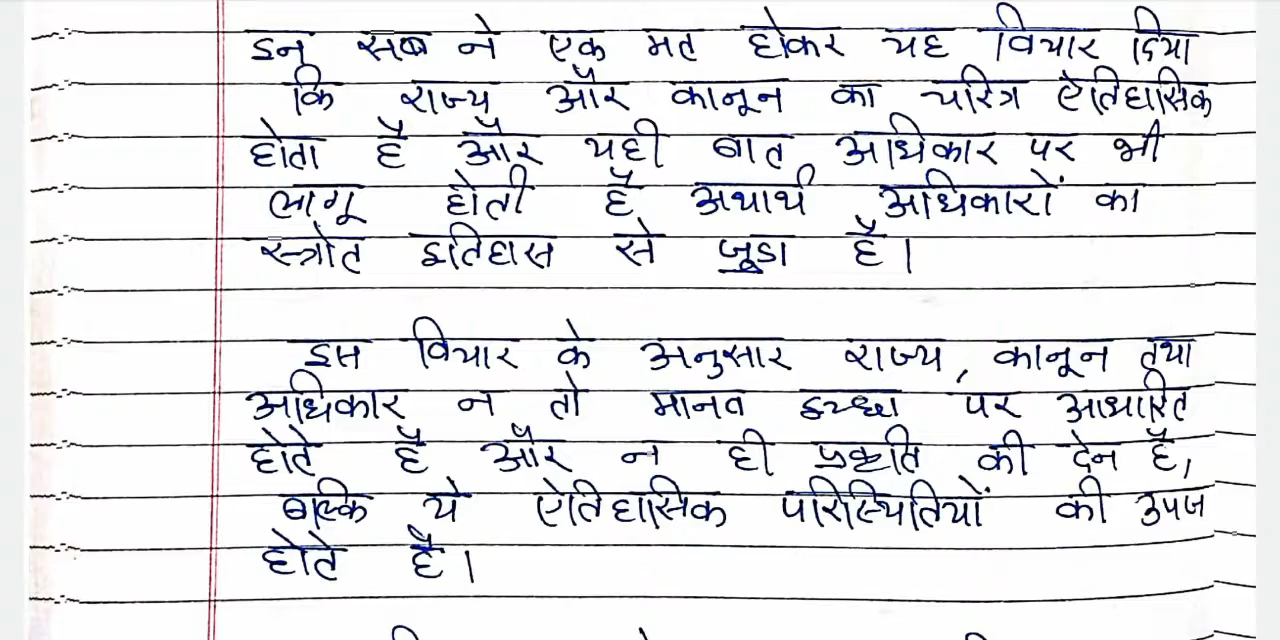 इन सब ने एक मत होकर यह विचार दिया
कि राज्य और कानून का चरित्र ऐतिहासिक
होता है और यही बात अधिकार पर भी
लागू होती है अथार्थ अधिकारों का
स्त्रोत इतिहास से जुडा है।
इस विचार के अनुसार राज्य, कानून तथा
अधिकार न तो मानव इच्छा पर आधारित
होते है और न ही प्रकृति की देन है,
बल्कि ये ऐतिहासिक परिस्थितियों की उपज
होते है।